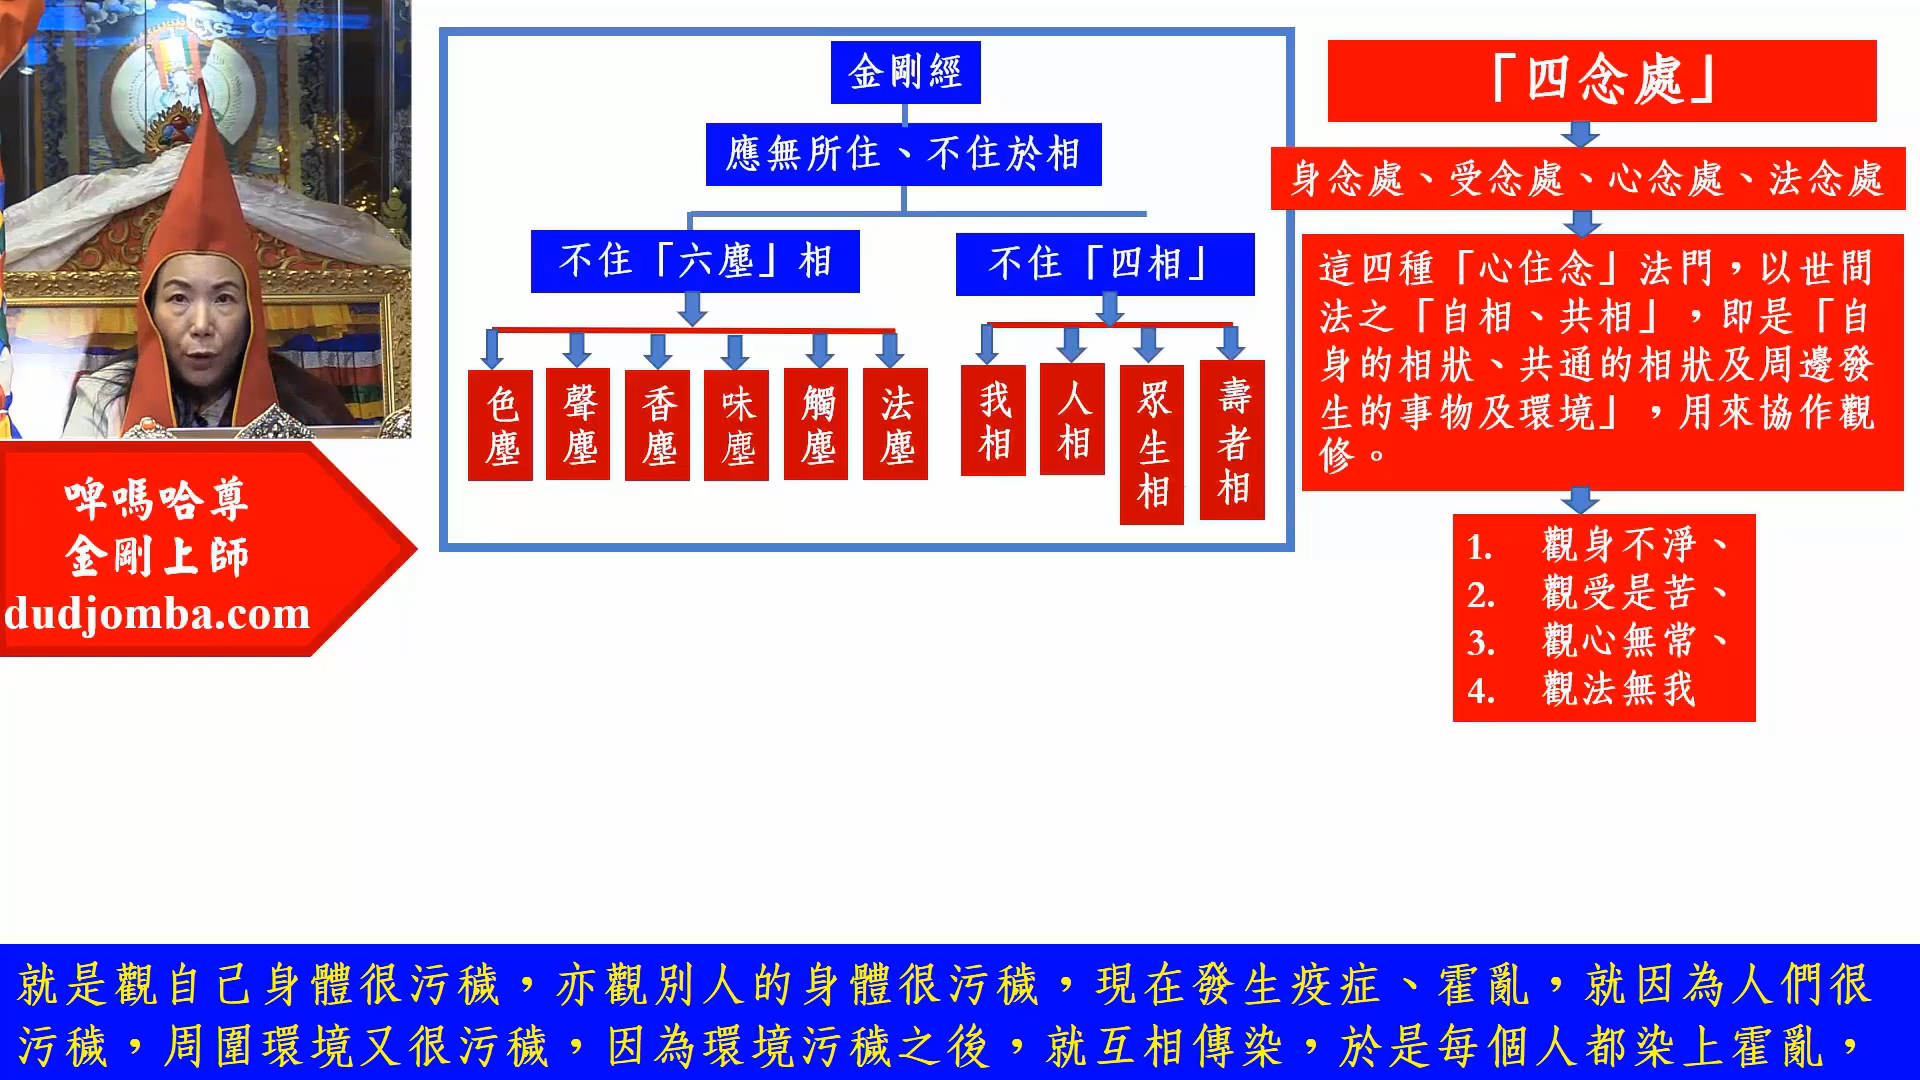 金剛經
應無所住、不住於相
不住「六塵」相
不住「四相」
色塵
聲塵
香塵
味塵
觸塵
法塵
我相
人相
眾生相
壽者相
「四念處」
身念處、受念處、心念處、法念處
這四種「心住念」法門，以世間
法之「自相、共相」，即是「自
身的相狀、共通的相狀及周邊發
生的事物及環境」，用來協作觀
修。
1. 觀身不淨、
2. 觀受是苦、
3. 觀心無常、
4. 觀法無我
啤嗎哈尊
金剛上師
dudjomba.com
就是觀自己身體很污穢，亦觀別人的身體很污穢，現在發生疫症、霍亂，就因為人們很
污穢，周圍環境又很污穢，因為環境污穢之後，就互相傳染，於是每個人都染上霍亂，